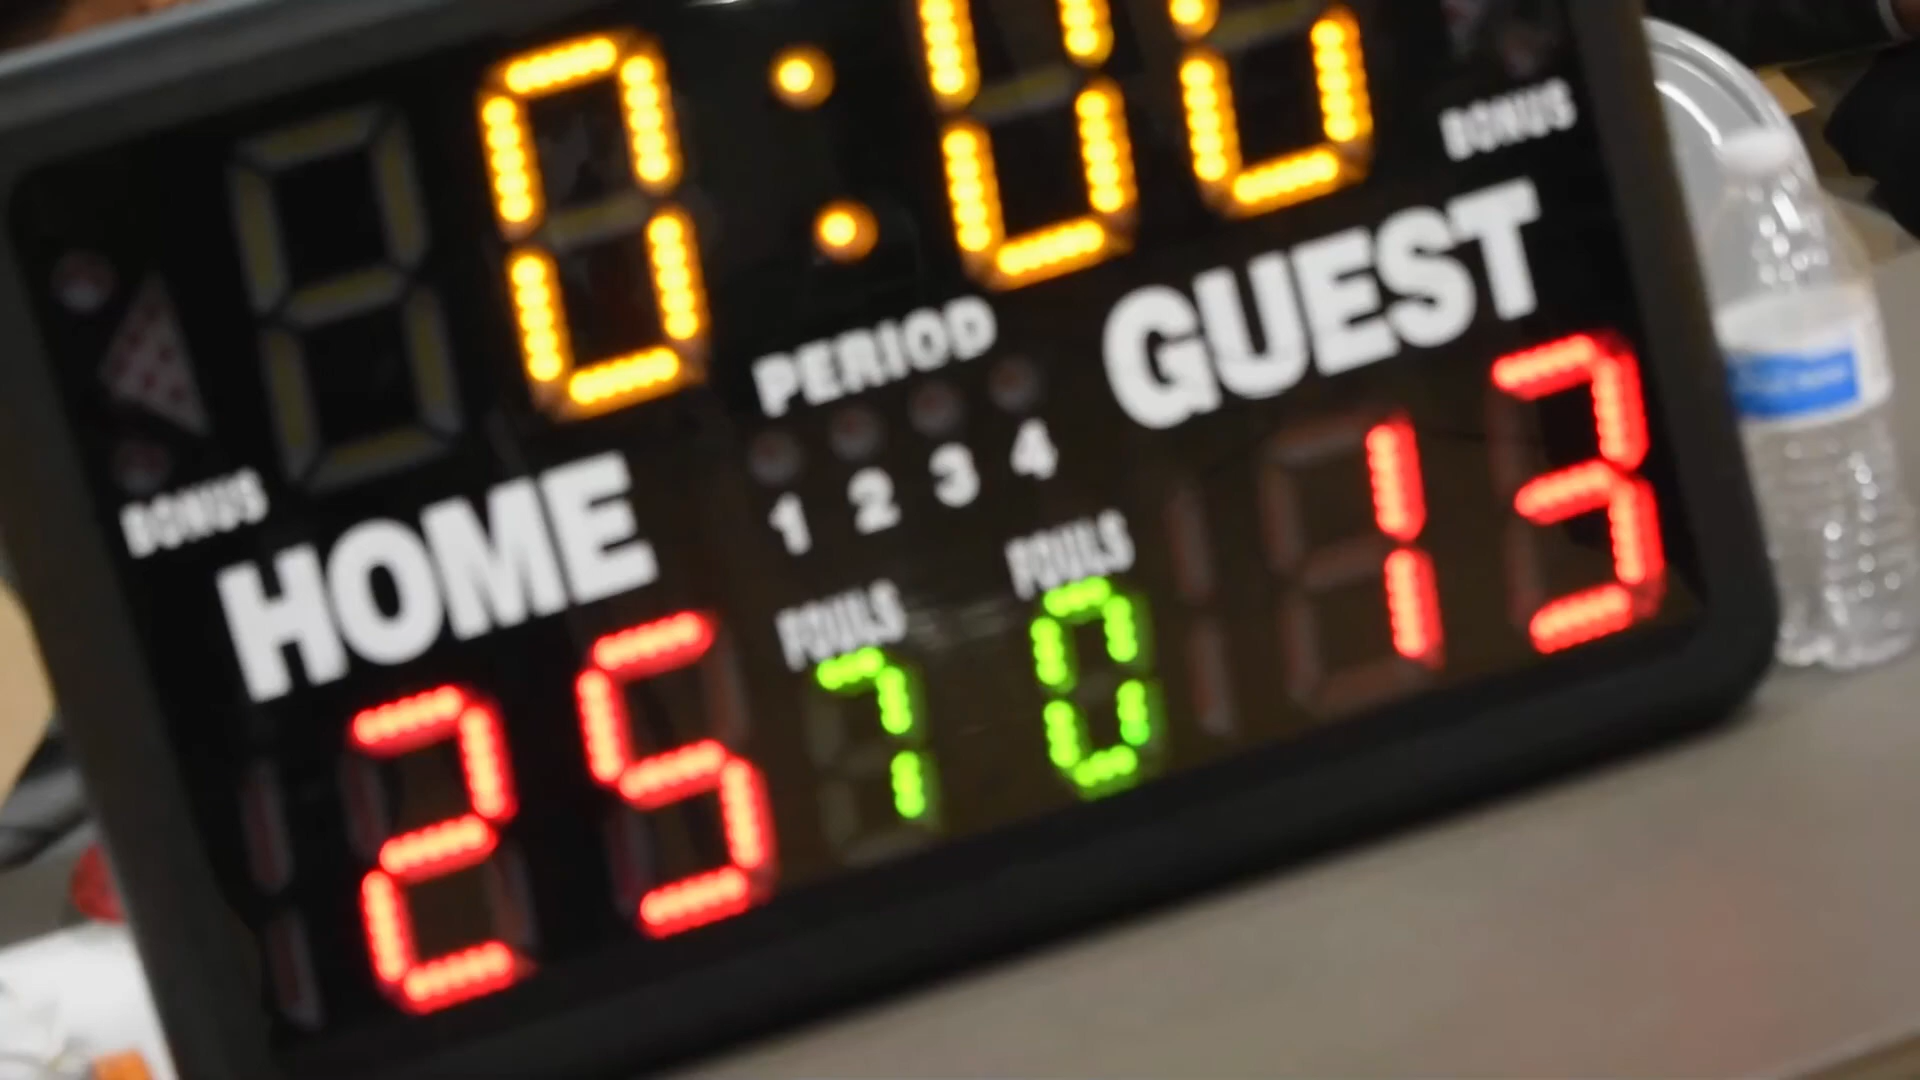 0:00
BONUS
PERIOD
GUEST
1 2 3 4
BONUS
HOME
FOULS
FOULS
13
25
7
0